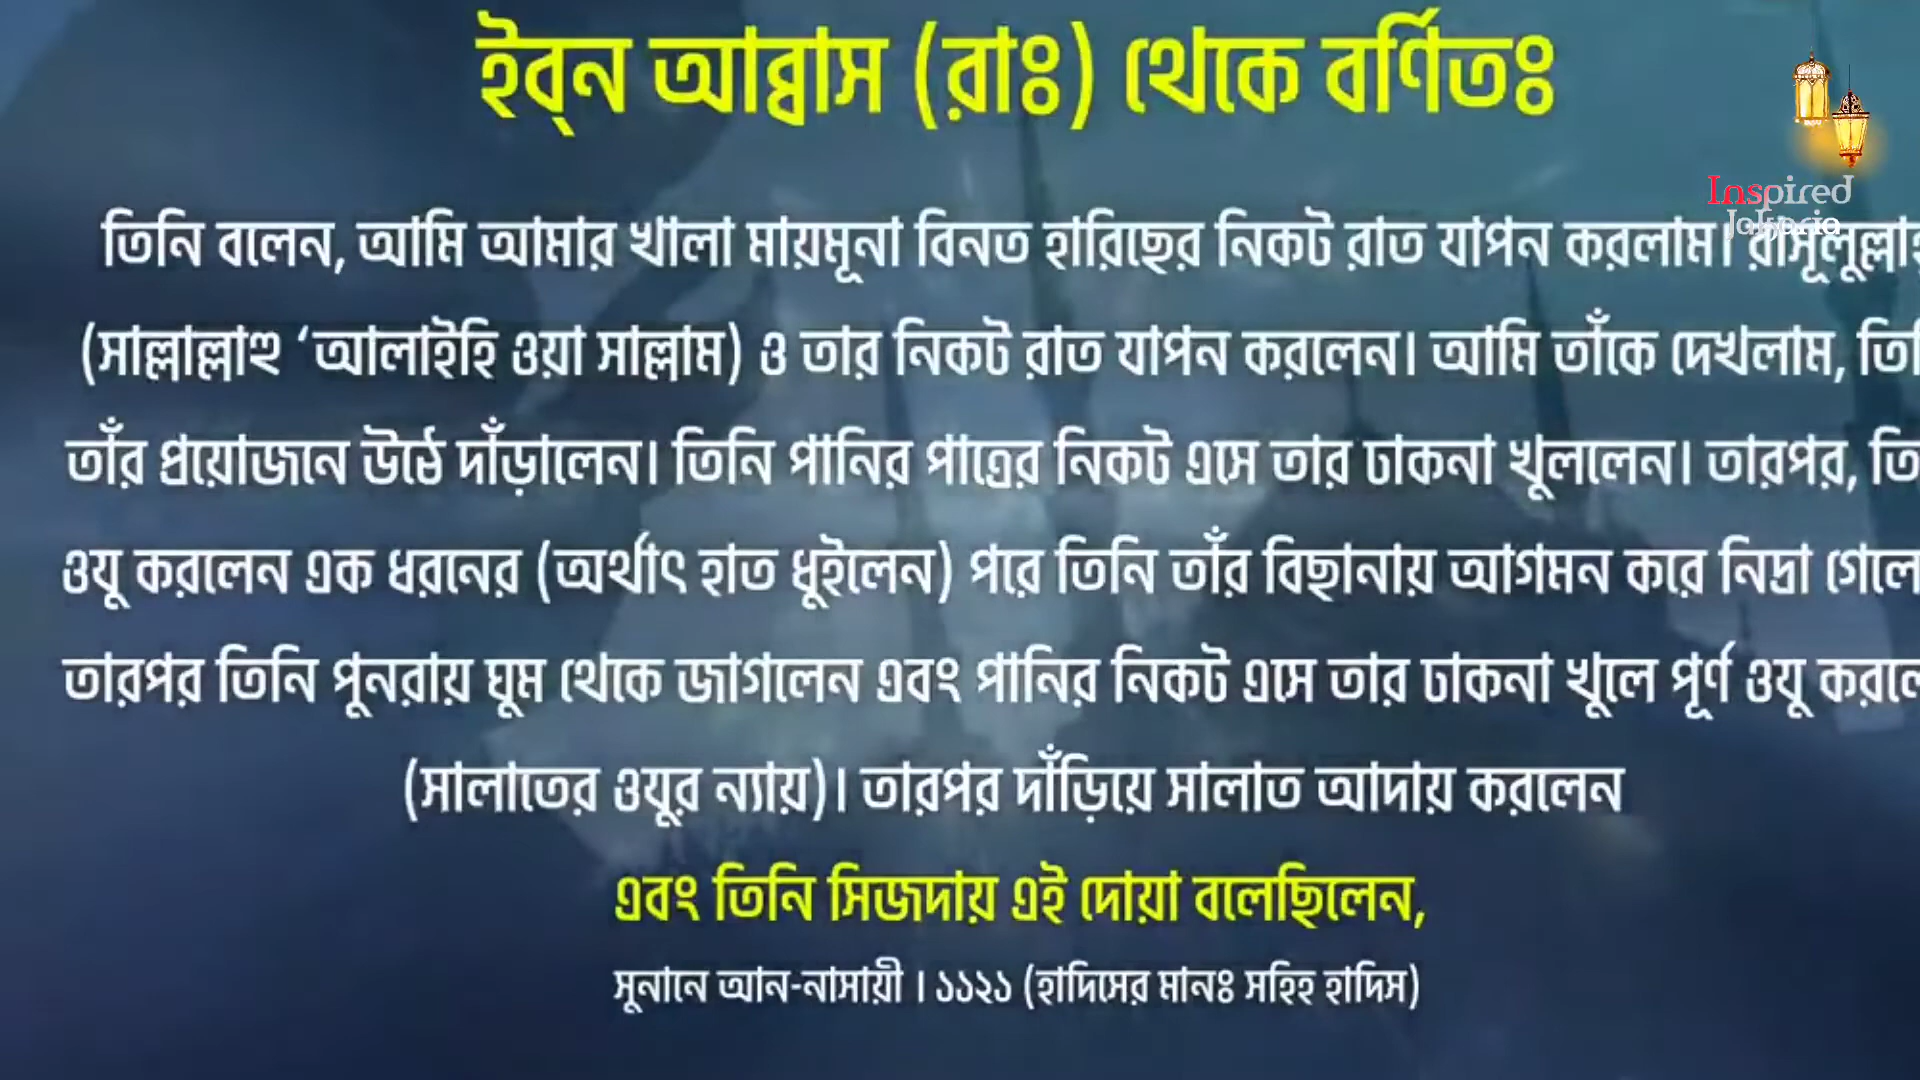 ইব্‌ন আব্বাস (রাঃ) থেকে বর্ণিতঃ
তিনি বলেন, আমি আমার খালা মায়মূনা বিনত হারিছের নিকট রাত যাপন করলাম। রাসূলুল্লাহ
(সাল্লাল্লাহু ‘আলাইহি ওয়া সাল্লাম) ও তার নিকট রাত যাপন করলেন। আমি তাঁকে দেখলাম,
তাঁর প্রয়োজনে উঠে দাঁড়ালেন। তিনি পানির পাত্রের নিকট এসে তার ঢাকনা খুললেন। তারপর,
ওযূ করলেন এক ধরনের (অর্থাৎ হাত ধুইলেন) পরে তিনি তাঁর বিছানায় আগমন করে নিদ্রা
তারপর তিনি পুনরায় ঘুম থেকে জাগলেন এবং পানির নিকট এসে তার ঢাকনা খুলে পূর্ণ ওযূ
(সালাতের ওযূর ন্যায়)। তারপর দাঁড়িয়ে সালাত আদায় করলেন
এবং তিনি সিজদায় এই দোয়া বলেছিলেন,
সুনানে আন-নাসায়ী । ১১২১ (হাদিসের মানঃ সহিহ হাদিস)
Inspired
Jakaria